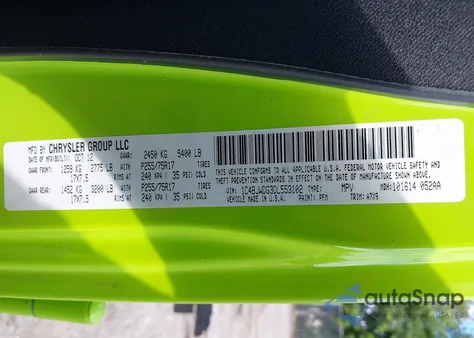 MFD BY CHRYSLER GROUP LLC
DATE OF MFR/BUILT: OCT 12 GVWR: 2450 KG 5400 LB
GAWR FRONT: 1259 KG 2775 LB WITH P255/75R17 TIRES
17X7.5 RIMS AT 240 KPA ( 35 PSI) COLD
GAWR REAR: 1452 KG 3200 LB WITH P255/75R17 TIRES
17X7.5 RIMS AT 240 KPA ( 35 PSI) COLD
THIS VEHICLE CONFORMS TO ALL APPLICABLE U.S.A. FEDERAL MOTOR VEHICLE SAFETY AND
THEFT PREVENTION STANDARDS IN EFFECT ON THE DATE OF MANUFACTURE SHOWN ABOVE.
VIN: 1C4BJWDG3DL553102 TYPE: MPV MDH: 101614 052AA
VEHICLE MADE IN U.S.A. PAINT: TRIM: A7X9
autoSnap